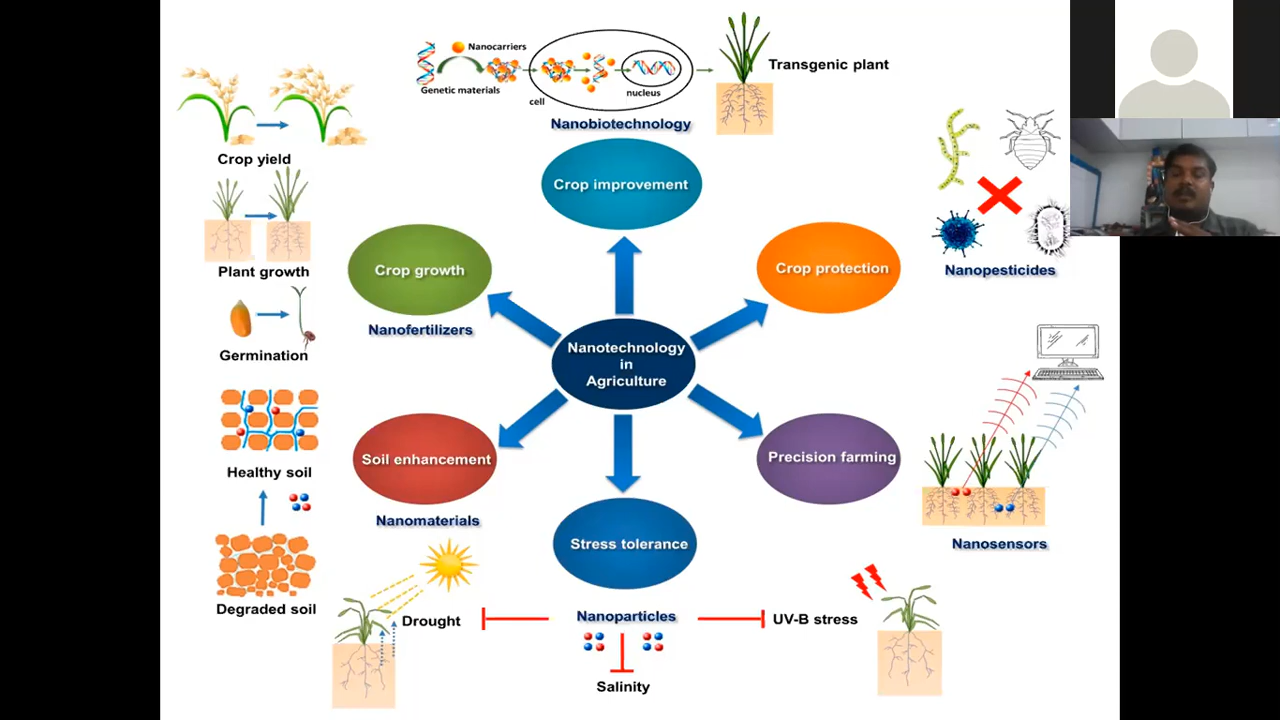 Nanocarriers
Genetic materials
cell
nucleus
Transgenic plant
Nanobiotechnology
Crop yield
Crop improvement
Plant growth
Crop growth
Nanofertilizers
Crop protection
Nanopesticides
Germination
Nanotechnology
in
Agriculture
Healthy soil
Soil enhancement
Nanomaterials
Precision farming
Nanosensors
Degraded soil
Stress tolerance
Drought
Nanoparticles
UV-B stress
Salinity